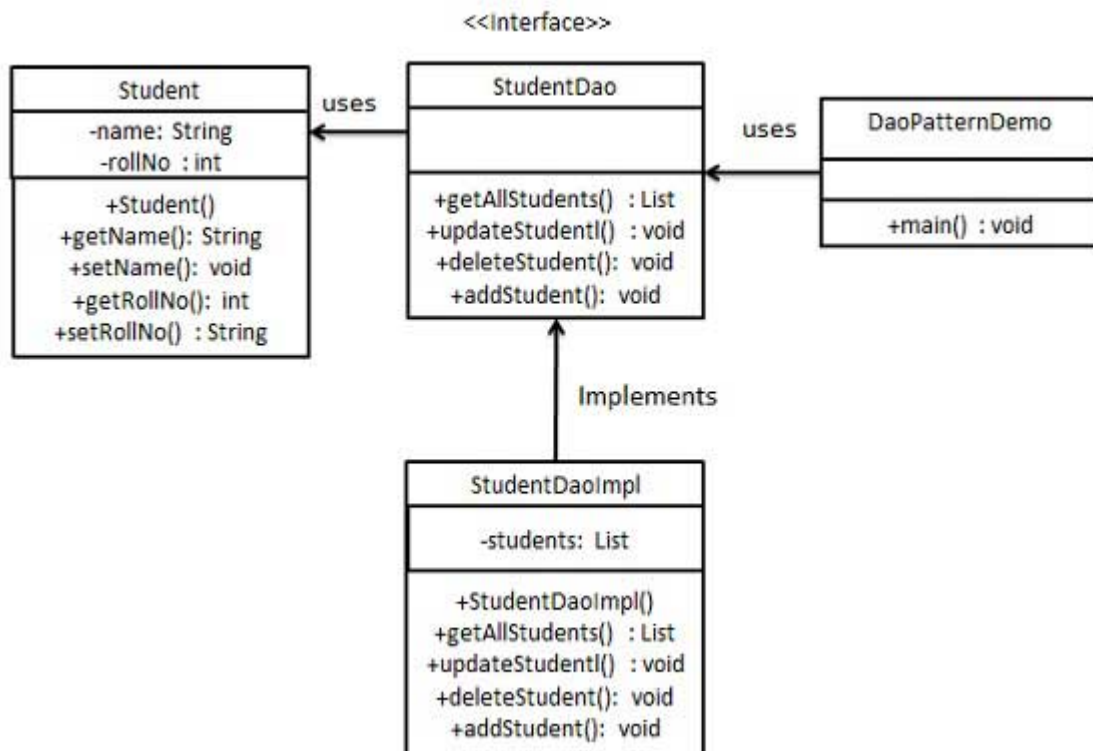 <<Interface>>
Student
-name: String
-rollNo : int
+Student()
+getName(): String
+setName(): void
+getRollNo(): int
+setRollNo() : String
uses
StudentDao
+getAllStudents() : List
+updateStudentl() : void
+deleteStudent(): void
+addStudent(): void
uses
DaoPatternDemo
+main() : void
Implements
StudentDaoImpl
-students: List
+StudentDaoImpl()
+getAllStudents() : List
+updateStudentl() : void
+deleteStudent(): void
+addStudent(): void